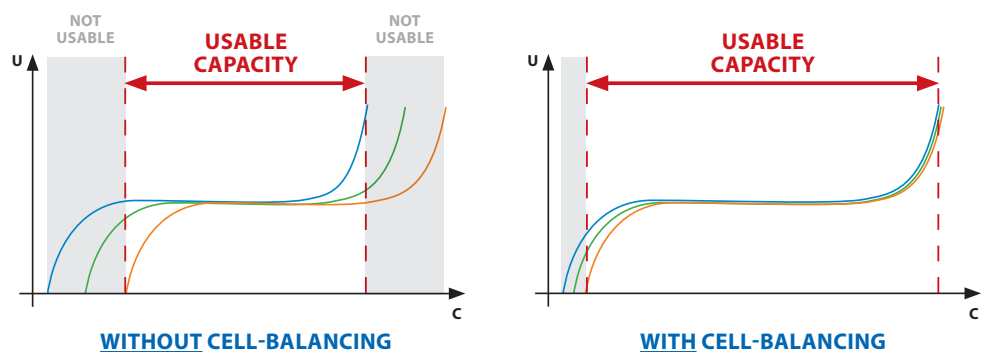 NOT
USABLE
USABLE
CAPACITY
NOT
USABLE
U
C
WITHOUT CELL-BALANCING
USABLE
CAPACITY
U
C
WITH CELL-BALANCING